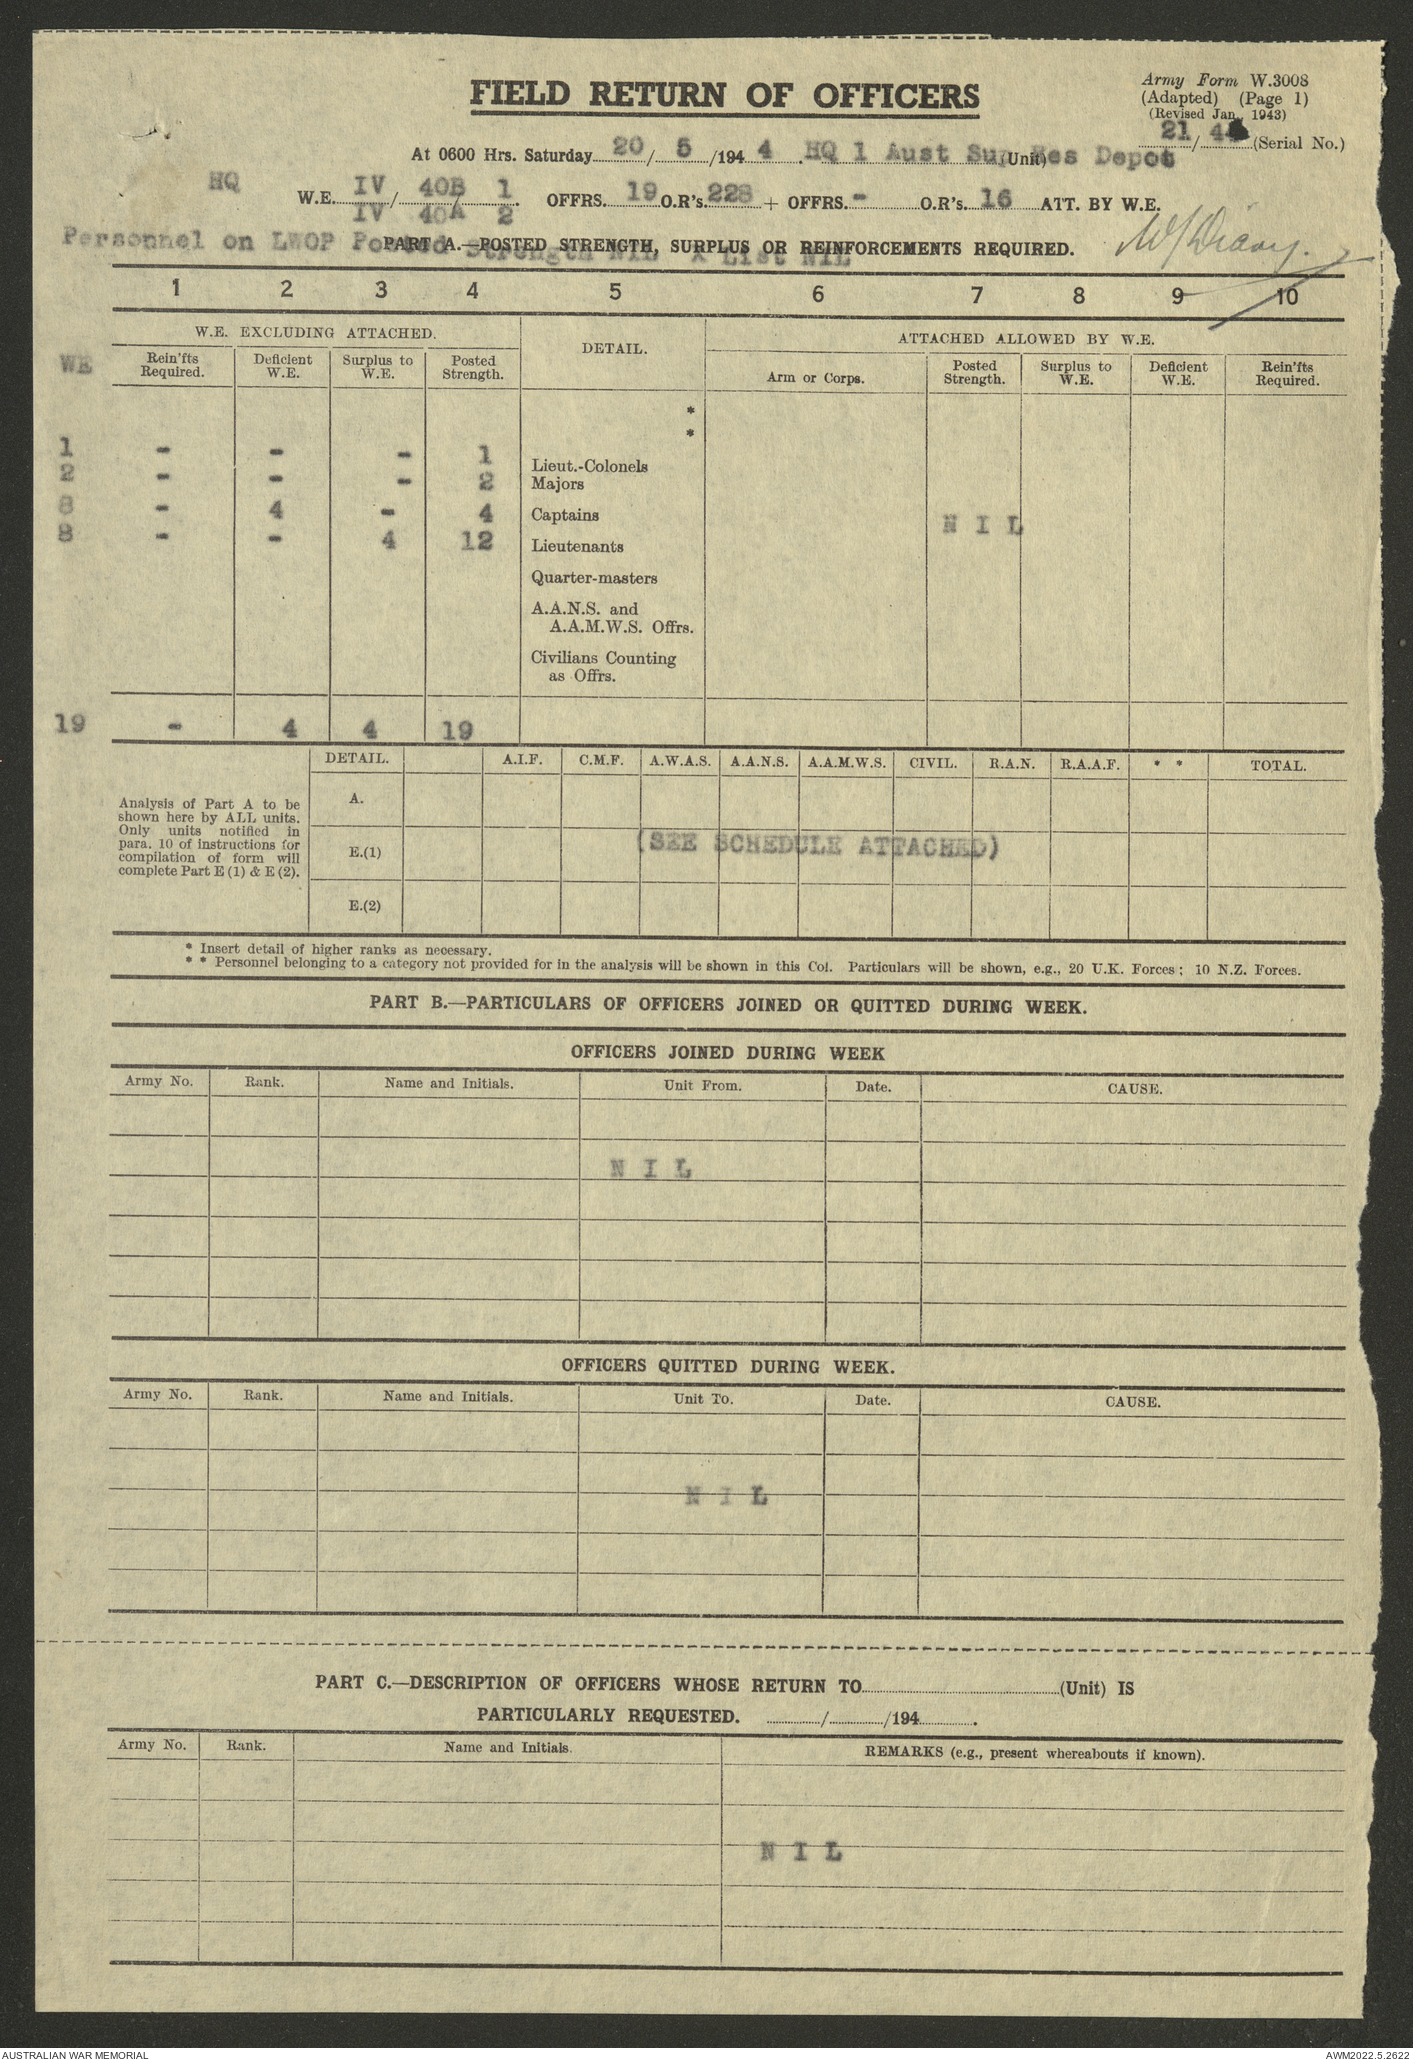 FIELD RETURN OF OFFICERS
Army Form W.3008
(Adapted) (Page 1)
(Revised Jan., 1943)
21/44 (Serial No.)
At 0600 Hrs. Saturday 20/5/1944. HQ 1 Aust Sup Res Depot (Unit)
HQ W.E. IV/40B/1. OFFRS. 19 O.R's. 228 + OFFRS. - O.R's. 16 ATT. BY W.E.
IV 40A 2
Personnel on LWOP Posted Strength NIL X List NIL
PART A.—POSTED STRENGTH, SURPLUS OR REINFORCEMENTS REQUIRED.
W/Diary.
1 2 3 4 5 6 7 8 9 10
W.E. EXCLUDING ATTACHED. DETAIL. ATTACHED ALLOWED BY W.E.
WE Rein'fts Required. Deficient W.E. Surplus to W.E. Posted Strength. Arm or Corps. Posted Strength. Surplus to W.E. Deficient W.E. Rein'fts Required.
*
*
1 - - - 1 Lieut.-Colonels
2 - - - 2 Majors
8 - 4 - 4 Captains NIL
8 - - 4 12 Lieutenants
Quarter-masters
A.A.N.S. and
A.A.M.W.S. Offrs.
Civilians Counting
as Offrs.
19 - 4 4 19
DETAIL. A.I.F. C.M.F. A.W.A.S. A.A.N.S. A.A.M.W.S. CIVIL. R.A.N. R.A.A.F. * * TOTAL.
Analysis of Part A to be
shown here by ALL units.
Only units notified in
para. 10 of instructions for
compilation of form will
complete Part E (1) & E (2).
A.
E.(1) (SEE SCHEDULE ATTACHED)
E.(2)
* Insert detail of higher ranks as necessary.
* * Personnel belonging to a category not provided for in the analysis will be shown in this Col. Particulars will be shown, e.g., 20 U.K. Forces; 10 N.Z. Forces.
PART B.—PARTICULARS OF OFFICERS JOINED OR QUITTED DURING WEEK.
OFFICERS JOINED DURING WEEK
Army No. Rank. Name and Initials. Unit From. Date. CAUSE.
NIL
OFFICERS QUITTED DURING WEEK.
Army No. Rank. Name and Initials. Unit To. Date. CAUSE.
NIL
PART C.—DESCRIPTION OF OFFICERS WHOSE RETURN TO (Unit) IS
PARTICULARLY REQUESTED. / /194 .
Army No. Rank. Name and Initials. REMARKS (e.g., present whereabouts if known).
NIL
AUSTRALIAN WAR MEMORIAL AWM2022.5.2622